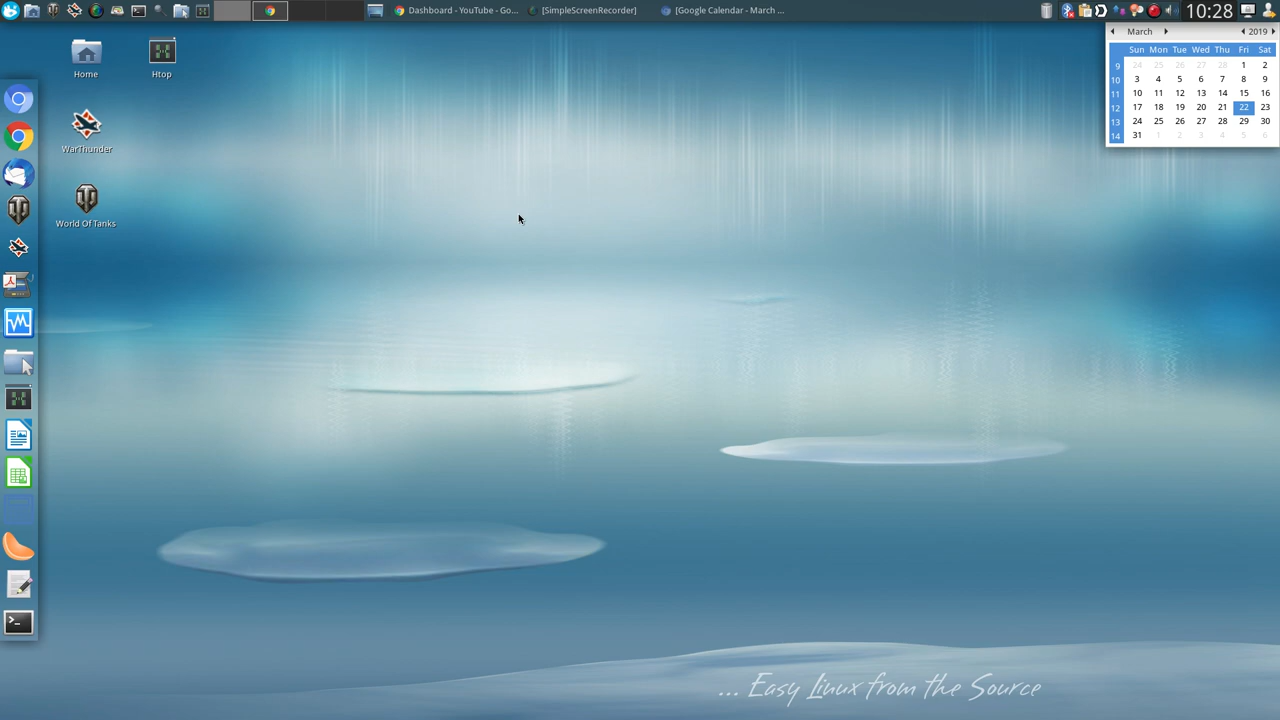 Dashboard - YouTube - Go... [SimpleScreenRecorder] [Google Calendar - March ... 10:28
March 2019
Sun Mon Tue Wed Thu Fri Sat
9 24 25 26 27 28 1 2
10 3 4 5 6 7 8 9
11 10 11 12 13 14 15 16
12 17 18 19 20 21 22 23
13 24 25 26 27 28 29 30
14 31 1 2 3 4 5 6
Home Htop
WarThunder
World Of Tanks
... Easy Linux from the Source